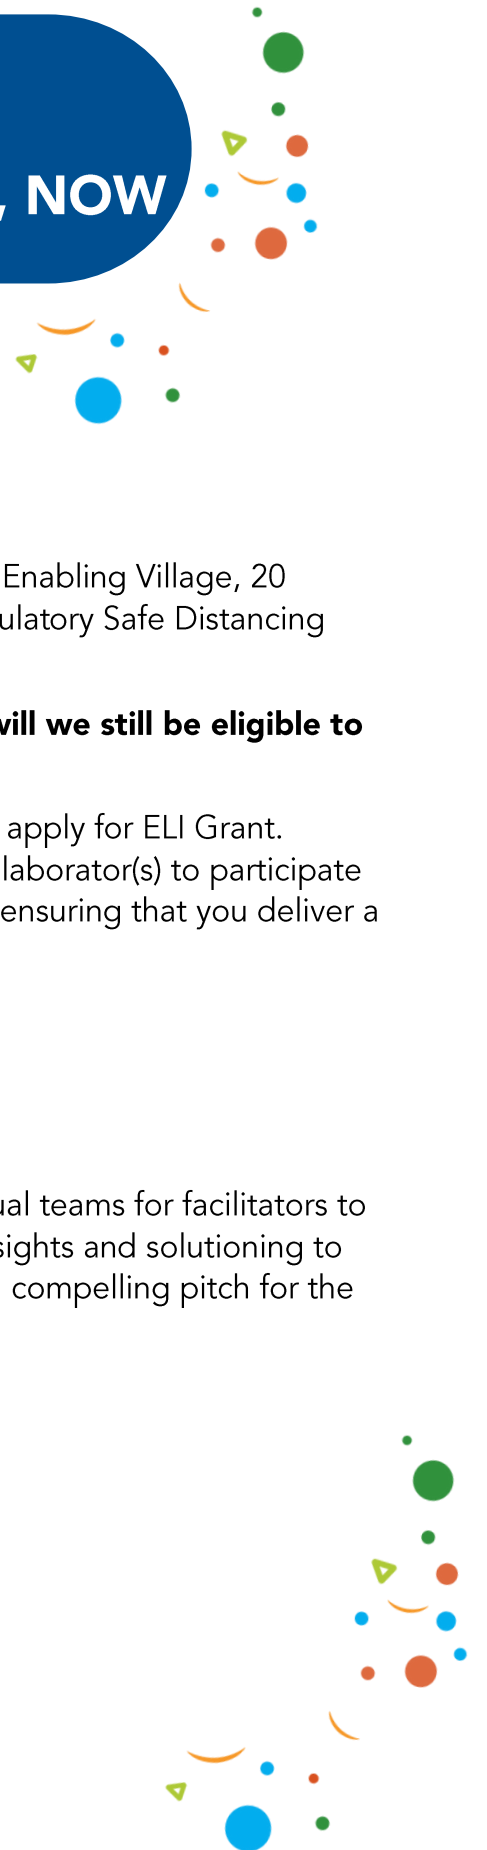 , NOW
Enabling Village, 20
ulatory Safe Distancing
will we still be eligible to
apply for ELI Grant.
laborator(s) to participate
ensuring that you deliver a
ual teams for facilitators to
sights and solutioning to
compelling pitch for the